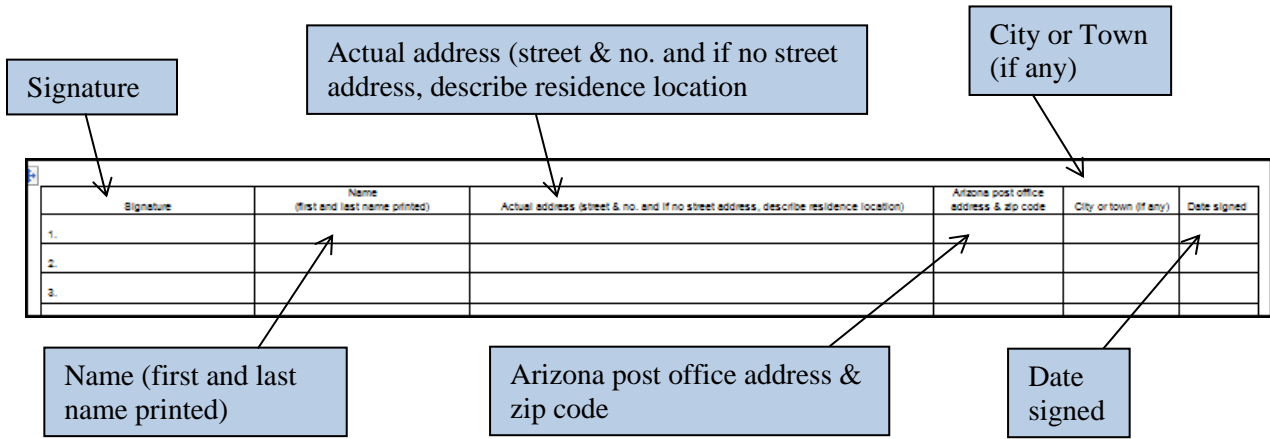 Signature
Actual address (street & no. and if no street
address, describe residence location
City or Town
(if any)
Signature
Name
(first and last name printed)
Actual address (street & no. and if no street address, describe residence location)
Arizona post office
address & zip code
City or town (if any)
Date signed
1.
2.
3.
Name (first and last
name printed)
Arizona post office address &
zip code
Date
signed